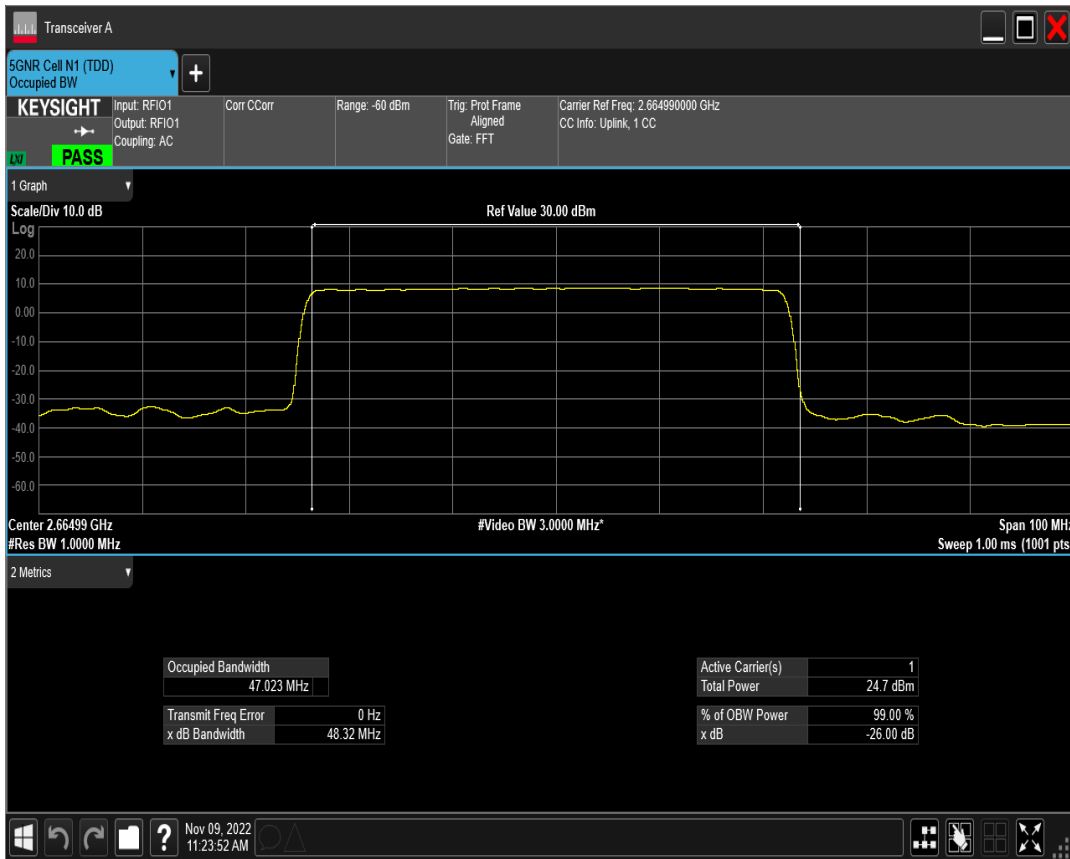 Transceiver A
5GNR Cell N1 (TDD)
Occupied BW
KEYSIGHT
LXI
PASS
Input: RFIO1
Output: RFIO1
Coupling: AC
Corr CCorr
Range: -60 dBm
Trig: Prot Frame
Aligned
Gate: FFT
Carrier Ref Freq: 2.664990000 GHz
CC Info: Uplink, 1 CC
1 Graph
Scale/Div 10.0 dB
Ref Value 30.00 dBm
Log
20.0
10.0
0.00
-10.0
-20.0
-30.0
-40.0
-50.0
-60.0
Center 2.66499 GHz
#Video BW 3.0000 MHz*
Span 100 MHz
#Res BW 1.0000 MHz
Sweep 1.00 ms (1001 pts
2 Metrics
Occupied Bandwidth
47.023 MHz
Transmit Freq Error 0 Hz
x dB Bandwidth 48.32 MHz
Active Carrier(s) 1
Total Power 24.7 dBm
% of OBW Power 99.00 %
x dB -26.00 dB
?
Nov 09, 2022
11:23:52 AM